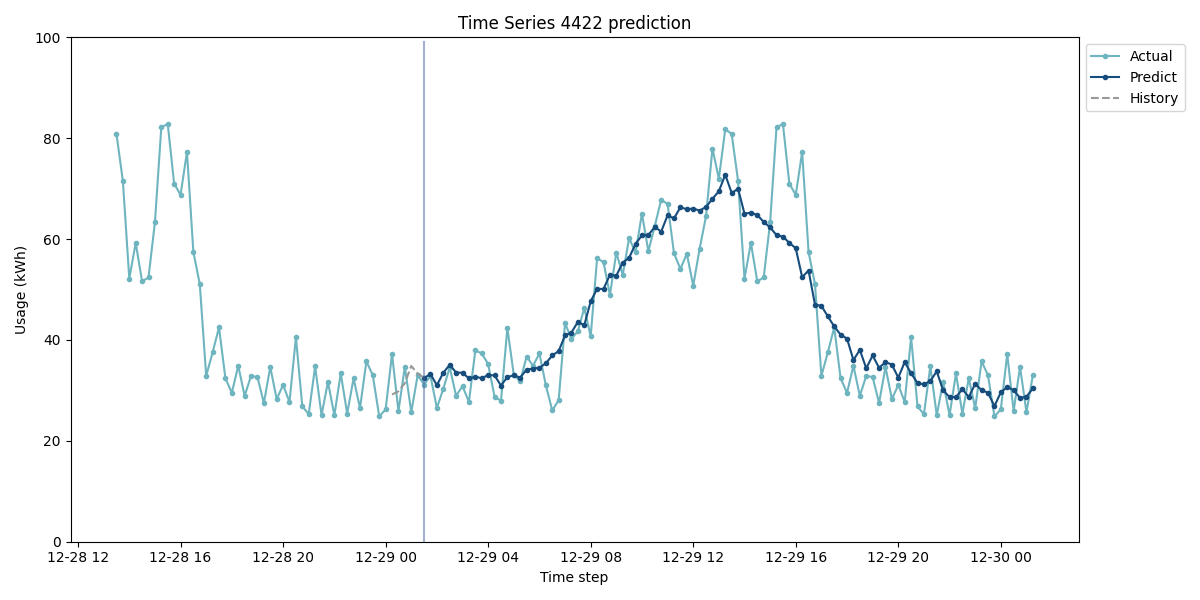 Time Series 4422 prediction
Usage (kWh)
100
80
60
40
20
0
12-28 12
12-28 16
12-28 20
12-29 00
12-29 04
12-29 08
12-29 12
12-29 16
12-29 20
12-30 00
Time step
Actual
Predict
History